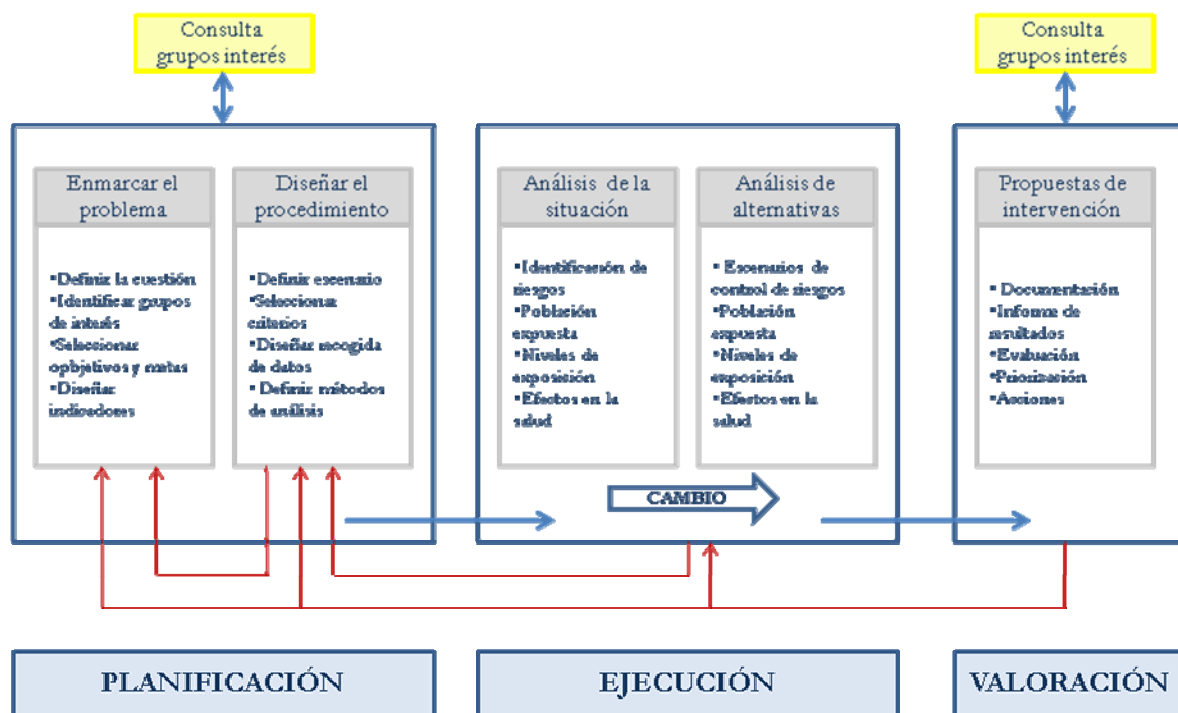 Consulta
grupos interés
Consulta
grupos interés
Enmarcar el
problema
▪Definir la cuestión
▪Identificar grupos
de interés
▪Seleccionar
opbjetivos y metas
▪Diseñar
indicadores
Diseñar el
procedimiento
▪Definir escenario
▪Seleccionar
criterios
▪Diseñar recogida
de datos
▪ Definir métodos
de análisis
Análisis de la
situación
▪Identificación de
riesgos
▪Población
expuesta
▪Niveles de
exposición
▪Efectos en la
salud
Análisis de
alternativas
▪ Escenarios de
control de riesgos
▪Población
expuesta
▪Niveles de
exposición
▪Efectos en la
salud
CAMBIO
Propuestas de
intervención
▪ Documentación
▪Informe de
resultados
▪Evaluación
▪Priorización
▪Acciones
PLANIFICACIÓN
EJECUCIÓN
VALORACIÓN